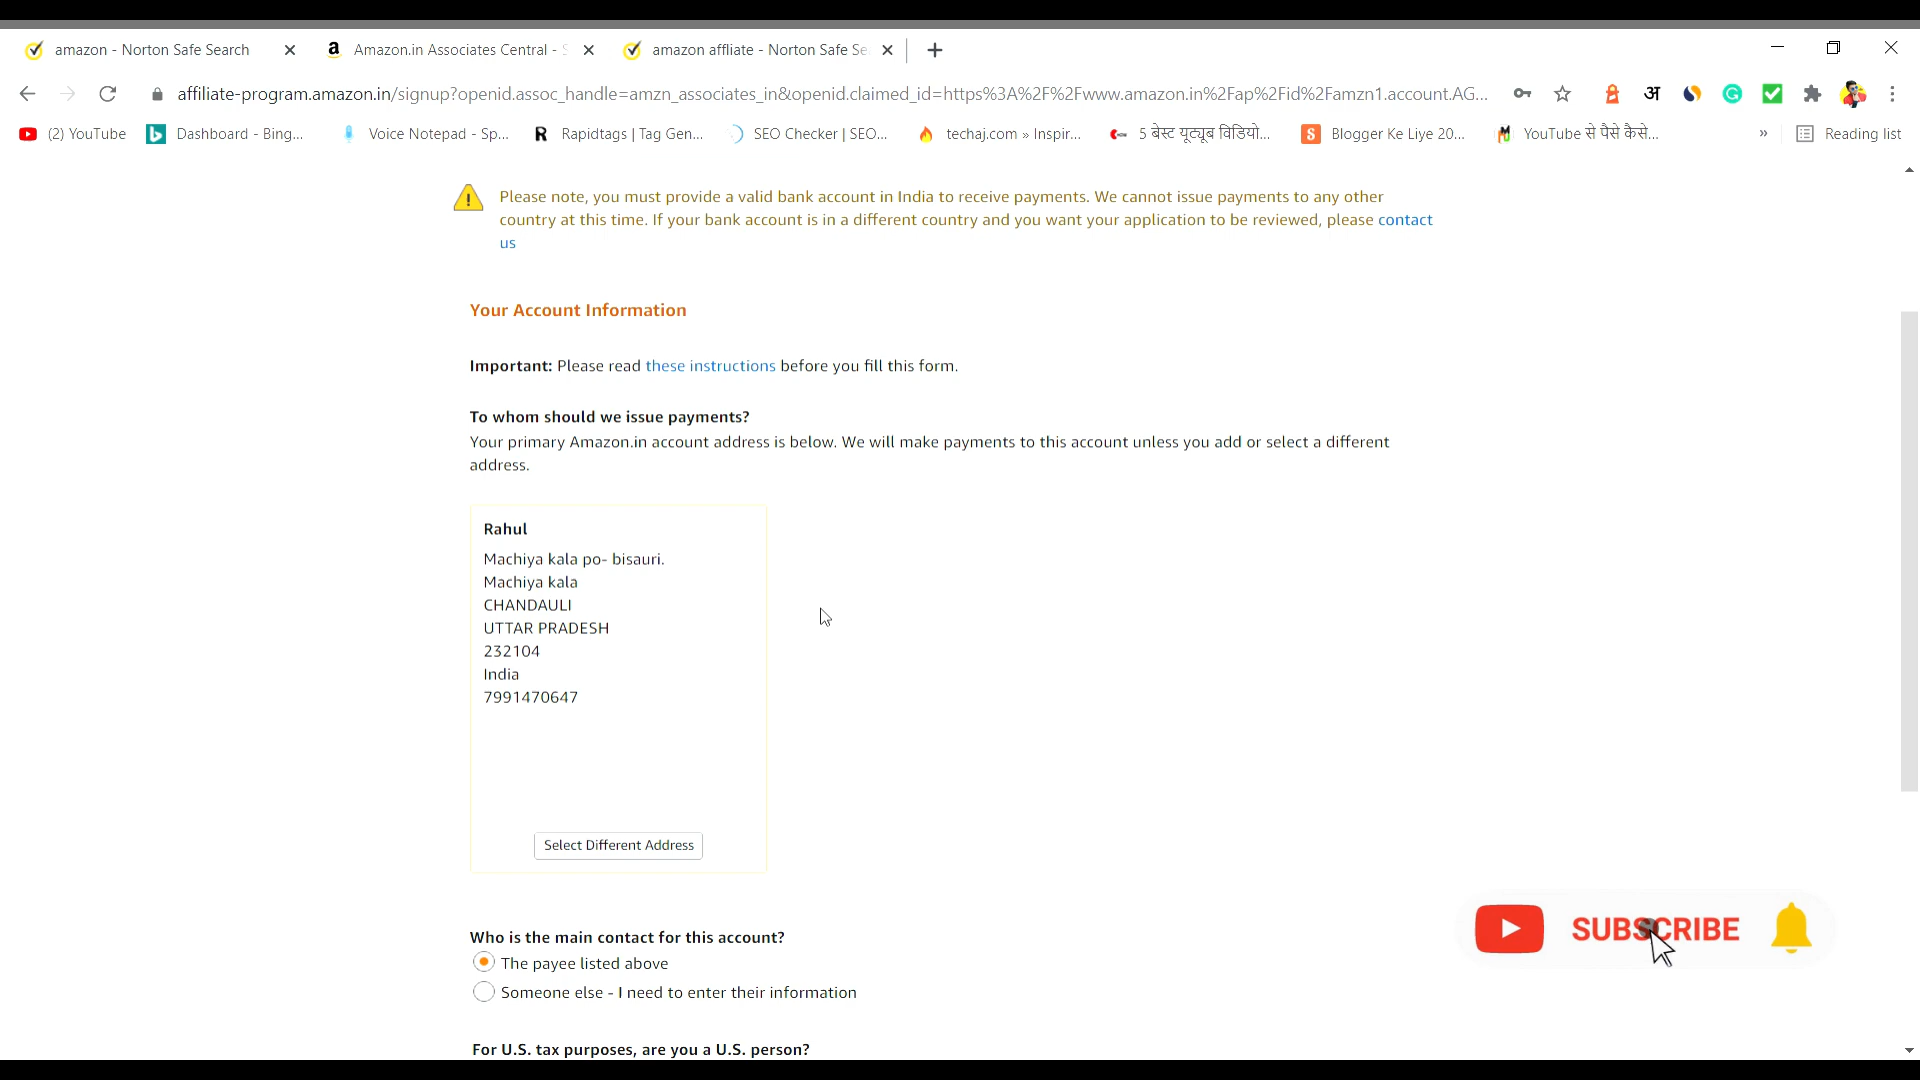 amazon - Norton Safe Search
Amazon.in Associates Central -
amazon affliate - Norton Safe Se
affiliate-program.amazon.in/signup?openid.assoc_handle=amzn_associates_in&openid.claimed_id=https%3A%2F%2Fwww.amazon.in%2Fap%2Fid%2Famzn1.account.AG...
अ
(2) YouTube
Dashboard - Bing...
Voice Notepad - Sp...
Rapidtags | Tag Gen...
SEO Checker | SEO...
techaj.com » Inspir...
5 बेस्ट यूट्यूब विडियो...
Blogger Ke Liye 20...
YouTube से पैसे कैसे...
»
Reading list
Please note, you must provide a valid bank account in India to receive payments. We cannot issue payments to any other
country at this time. If your bank account is in a different country and you want your application to be reviewed, please contact
us
Your Account Information
Important: Please read these instructions before you fill this form.
To whom should we issue payments?
Your primary Amazon.in account address is below. We will make payments to this account unless you add or select a different
address.
Rahul
Machiya kala po- bisauri.
Machiya kala
CHANDAULI
UTTAR PRADESH
232104
India
7991470647
Select Different Address
Who is the main contact for this account?
The payee listed above
Someone else - I need to enter their information
SUBSCRIBE
For U.S. tax purposes, are you a U.S. person?